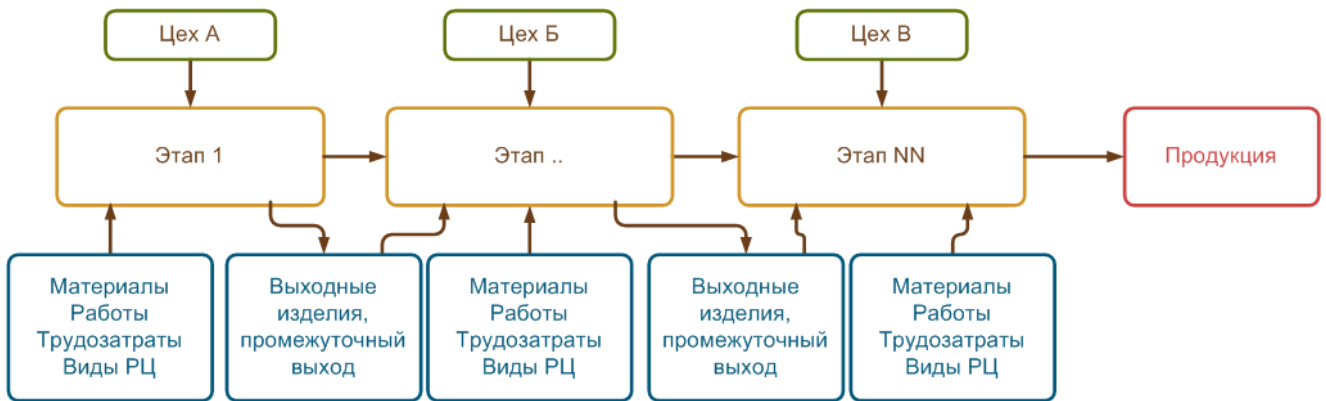 Цех А
Цех Б
Цех В
Этап 1
Этап ..
Этап NN
Продукция
Материалы
Работы
Трудозатраты
Виды РЦ
Выходные
изделия,
промежуточный
выход
Материалы
Работы
Трудозатраты
Виды РЦ
Выходные
изделия,
промежуточный
выход
Материалы
Работы
Трудозатраты
Виды РЦ